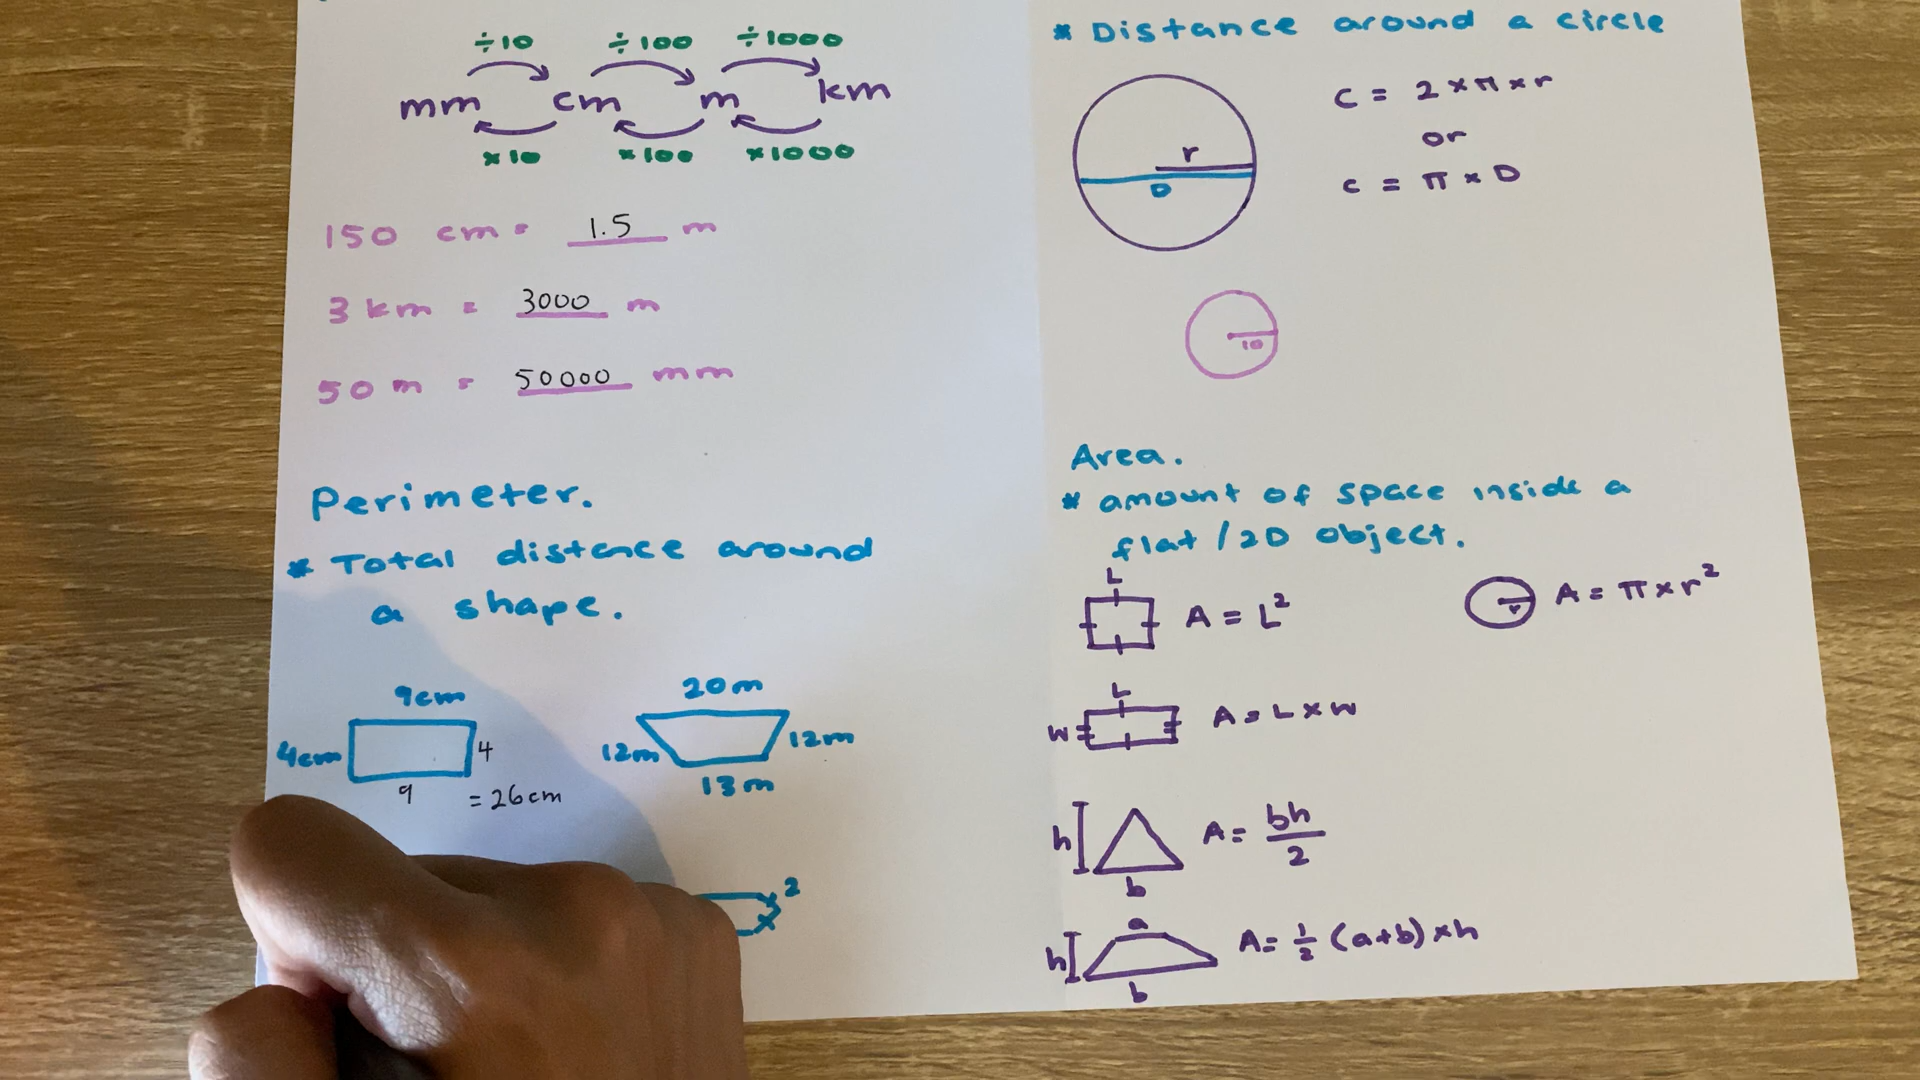 ÷10 ÷100 ÷1000
mm cm m km
×10 ×100 ×1000
150 cm = 1.5 m
3 km = 3000 m
50 m = 50000 mm
Perimeter.
* Total distance around
a shape.
9cm
4cm 4
9 = 26cm
20m
12m 12m
13m
2
* Distance around a circle
r
D
C = 2 × π × r
or
C = π × D
10
Area.
* amount of space inside a
flat / 2D object.
L
A = L²
r A = π × r²
L
W A = L × W
h A = bh/2
b
a
h A = ½ (a+b) × h
b